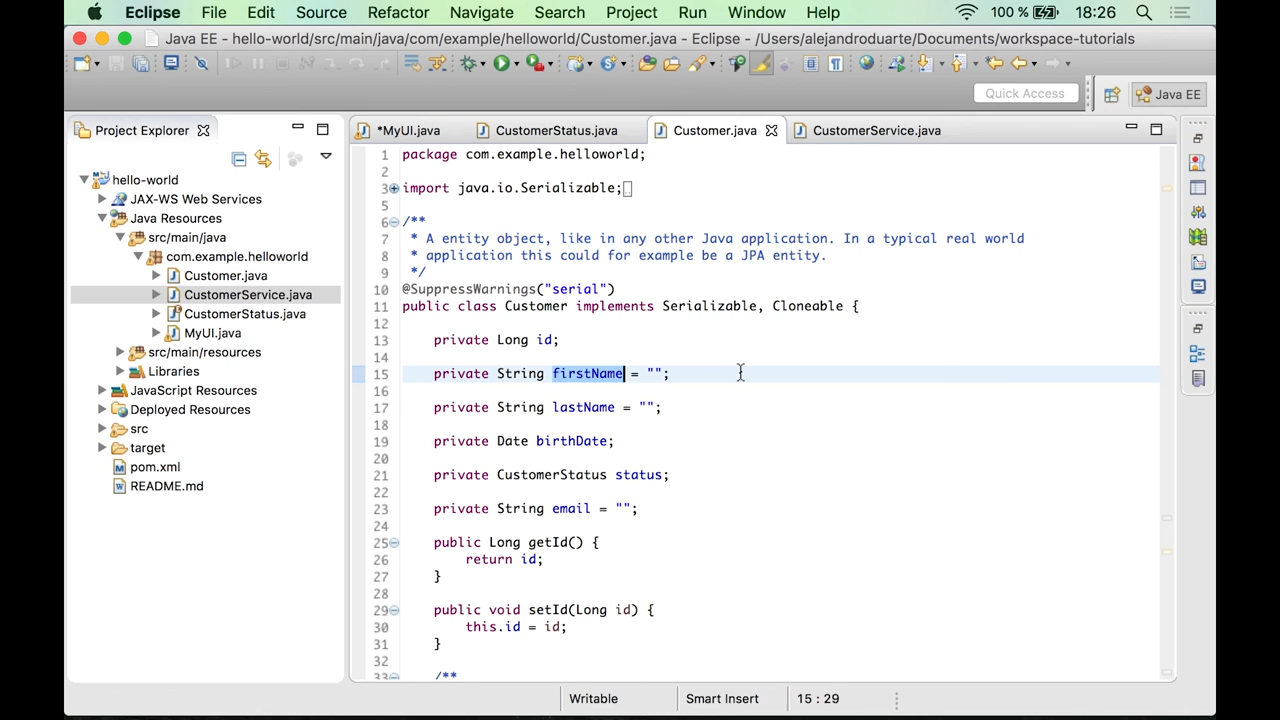 Eclipse File Edit Source Refactor Navigate Search Project Run Window Help 100 % 18:26
Java EE - hello-world/src/main/java/com/example/helloworld/Customer.java - Eclipse - /Users/alejandroduarte/Documents/workspace-tutorials
Quick Access Java EE
Project Explorer
hello-world
JAX-WS Web Services
Java Resources
src/main/java
com.example.helloworld
Customer.java
CustomerService.java
CustomerStatus.java
MyUI.java
src/main/resources
Libraries
JavaScript Resources
Deployed Resources
src
target
pom.xml
README.md
*MyUI.java CustomerStatus.java Customer.java CustomerService.java
1 package com.example.helloworld;
2
3 import java.io.Serializable;
5
6 /**
7 * A entity object, like in any other Java application. In a typical real world
8 * application this could for example be a JPA entity.
9 */
10 @SuppressWarnings("serial")
11 public class Customer implements Serializable, Cloneable {
12
13 private Long id;
14
15 private String firstName = "";
16
17 private String lastName = "";
18
19 private Date birthDate;
20
21 private CustomerStatus status;
22
23 private String email = "";
24
25 public Long getId() {
26 return id;
27 }
28
29 public void setId(Long id) {
30 this.id = id;
31 }
32
33 /**
Writable Smart Insert 15 : 29